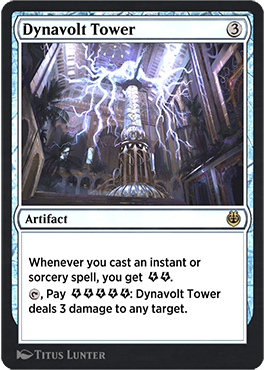 Dynavolt Tower 3
Artifact
Whenever you cast an instant or
sorcery spell, you get
, Pay : Dynavolt Tower
deals 3 damage to any target.
Titus Lunter